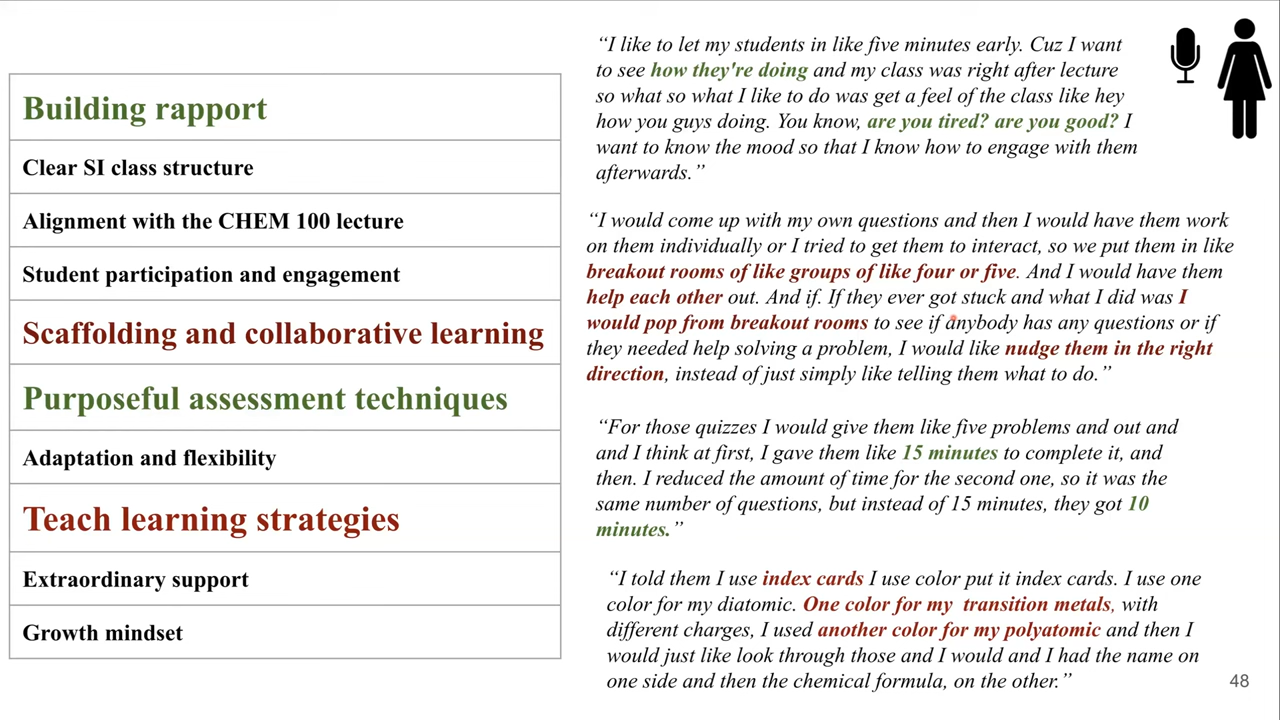 Building rapport
Clear SI class structure
Alignment with the CHEM 100 lecture
Student participation and engagement
Scaffolding and collaborative learning
Purposeful assessment techniques
Adaptation and flexibility
Teach learning strategies
Extraordinary support
Growth mindset
“I like to let my students in like five minutes early. Cuz I want
to see how they're doing and my class was right after lecture
so what so what I like to do was get a feel of the class like hey
how you guys doing. You know, are you tired? are you good? I
want to know the mood so that I know how to engage with them
afterwards.”
“I would come up with my own questions and then I would have them work
on them individually or I tried to get them to interact, so we put them in like
breakout rooms of like groups of like four or five. And I would have them
help each other out. And if. If they ever got stuck and what I did was I
would pop from breakout rooms to see if anybody has any questions or if
they needed help solving a problem, I would like nudge them in the right
direction, instead of just simply like telling them what to do.”
“For those quizzes I would give them like five problems and out and
and I think at first, I gave them like 15 minutes to complete it, and
then. I reduced the amount of time for the second one, so it was the
same number of questions, but instead of 15 minutes, they got 10
minutes.”
“I told them I use index cards I use color put it index cards. I use one
color for my diatomic. One color for my transition metals, with
different charges, I used another color for my polyatomic and then I
would just like look through those and I would and I had the name on
one side and then the chemical formula, on the other.”
48